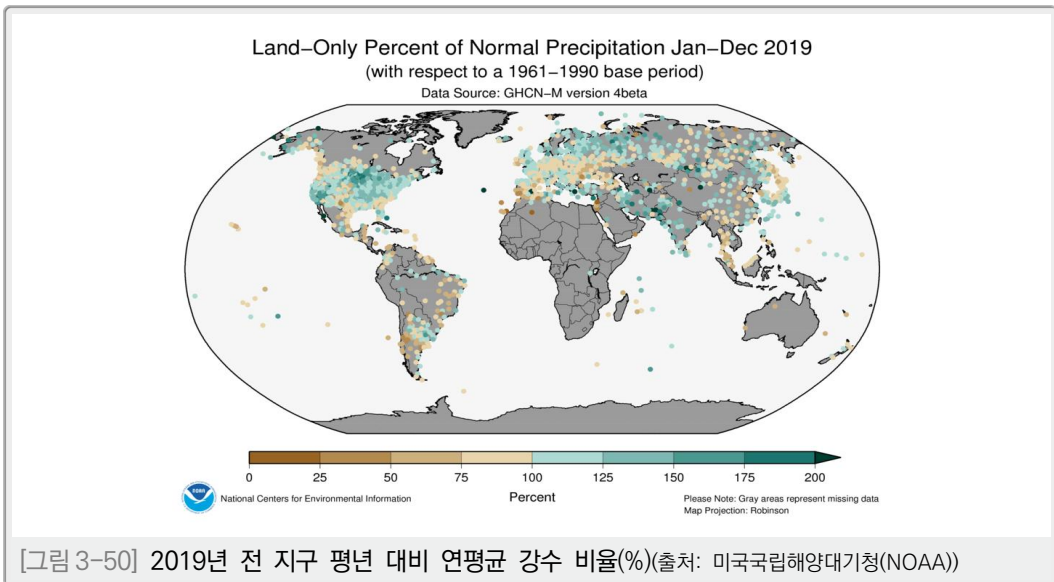 Land–Only Percent of Normal Precipitation Jan–Dec 2019
(with respect to a 1961–1990 base period)
Data Source: GHCN–M version 4beta
0 25 50 75 100 125 150 175 200
NOAA
National Centers for Environmental Information
Percent
Please Note: Gray areas represent missing data
Map Projection: Robinson
[그림 3-50] 2019년 전 지구 평년 대비 연평균 강수 비율(%)(출처: 미국국립해양대기청(NOAA))